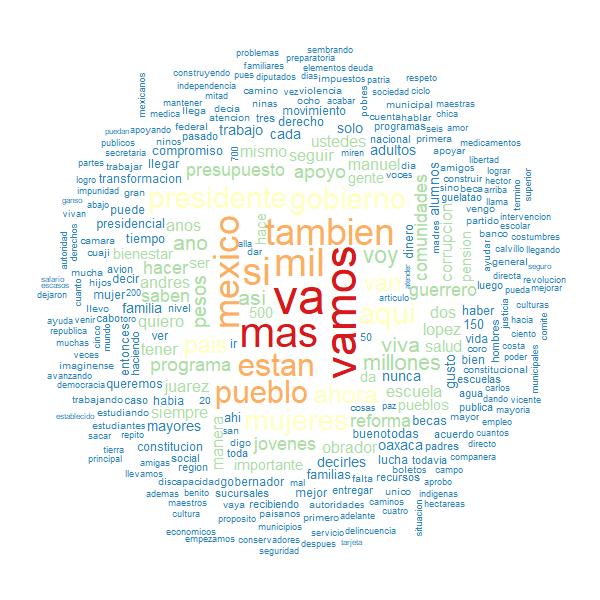 problemas
sembrando
preparatoria
familiares
elementos deuda
construyendo
pues diputados dias impuestos patria respeto
independencia camino vez violencia sociedad ciclo
mitad
mexicanos
mantener ninas ocho acabar pobres
medica llega decia movimiento municipal maestras
puedan apoyando federal atencion tres derecho cuenta hablar chica
publicos pasado trabajo cada solo nacional programas seis amor
secretaria ninos ustedes primera medicamentos
partes compromiso mismo seguir miren adultos apoyar
trabajar llegar 700 manuel dia amigos libertad
logro transformacion presupuesto apoyo gente voces construir lograr
impunidad gran sino hector
ganso abajo puede presidente gobierno comunidades alumnos beca arriba termino superior
vivan presidencial anos hace madres guelatao llama
autoridad derechos camara tiempo ano tambien corrupcion vengo intervencion
cuaji bienestar alla voy dinero pension partido escolar
mucha avion hacer ser mexico si mil dar ayudar banco costumbres
salario escasos hijos decir andres van calvillo llegando
dejaron cuanto mujer 200 saben pesos asi va vamos atender guerrero general directa seguro
llevo familia nivel 500 aqui articulo luego pueda revolucion mejorar
ayuda venir cabo toro quiero mas dos haber justicia culturas
republica cinco mundo entonces haciendo ir 50 lopez 150 hombres hacia comite
muchas ver pais viva salud vida coro costa ciento
veces tener estan millones gusto bien poder municipales
imaginense programa da nunca constitucional
avanzando queremos juarez pueblo ahora escuela escuelas carlos
democracia cosas paz pueblos agua dando vicente
trabajando caso habia 20 mujeres reforma becas publica mayoria
establecido estudiando siempre ahi mayor empleo
estudiantes mayores manera san buenotodas acuerdo cuantos
sacar repito digo jovenes obrador oaxaca padres directo
tierra constitucion toda lucha todavia companera
principal amigas social importante decirles boletos campo
llevamos region familias falta recursos aprobo
discapacidad gobernador mal unico indigenas
ademas benito sucursales mejor entregar caminos hectareas
maestros vaya recibiendo autoridades cuatro situacion
cultura paisanos primero adelante
proposito municipios delincuencia
economicos conservadores servicio
empezamos despues tarjeta
seguridad